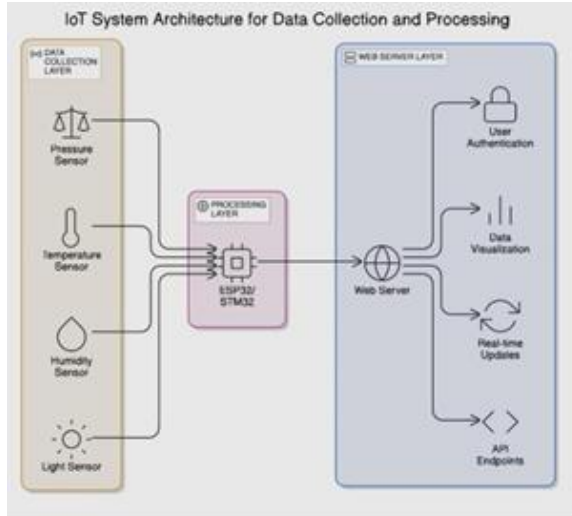 IoT System Architecture for Data Collection and Processing
DATA
COLLECTION
LAYER
Pressure
Sensor
Temperature
Sensor
Humidity
Sensor
Light Sensor
PROCESSING
LAYER
ESP32/
STM32
WEB SERVER LAYER
Web Server
User
Authentication
Data
Visualization
Real-time
Updates
API
Endpoints